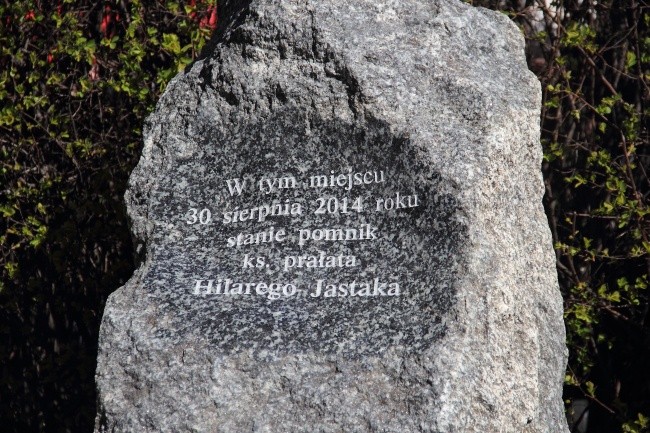 W tym miejscu
30 sierpnia 2014 roku
stanie pomnik
ks. prałata
Hilarego Jastaka